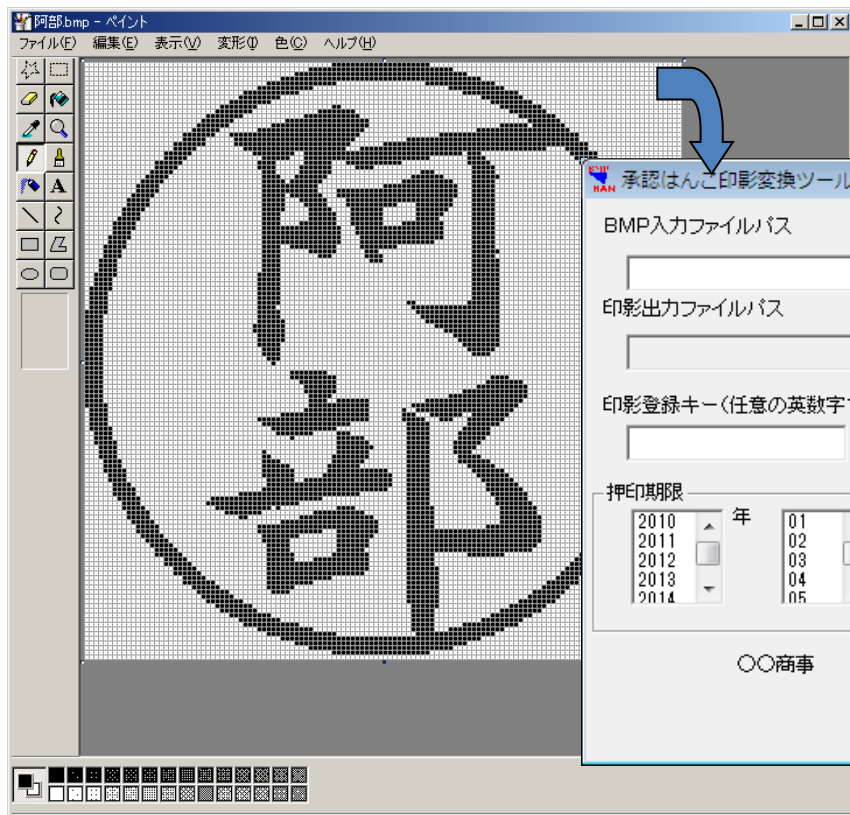 阿部.bmp - ペイント
ファイル(F) 編集(E) 表示(V) 変形(I) 色(C) ヘルプ(H)
A
阿
部
BMP
HAN
承認はんこ印影変換ツール
BMP入力ファイルパス
印影出力ファイルパス
印影登録キー(任意の英数字
押印期限
2010
2011
2012
2013
2014
年
01
02
03
04
05
〇〇商事